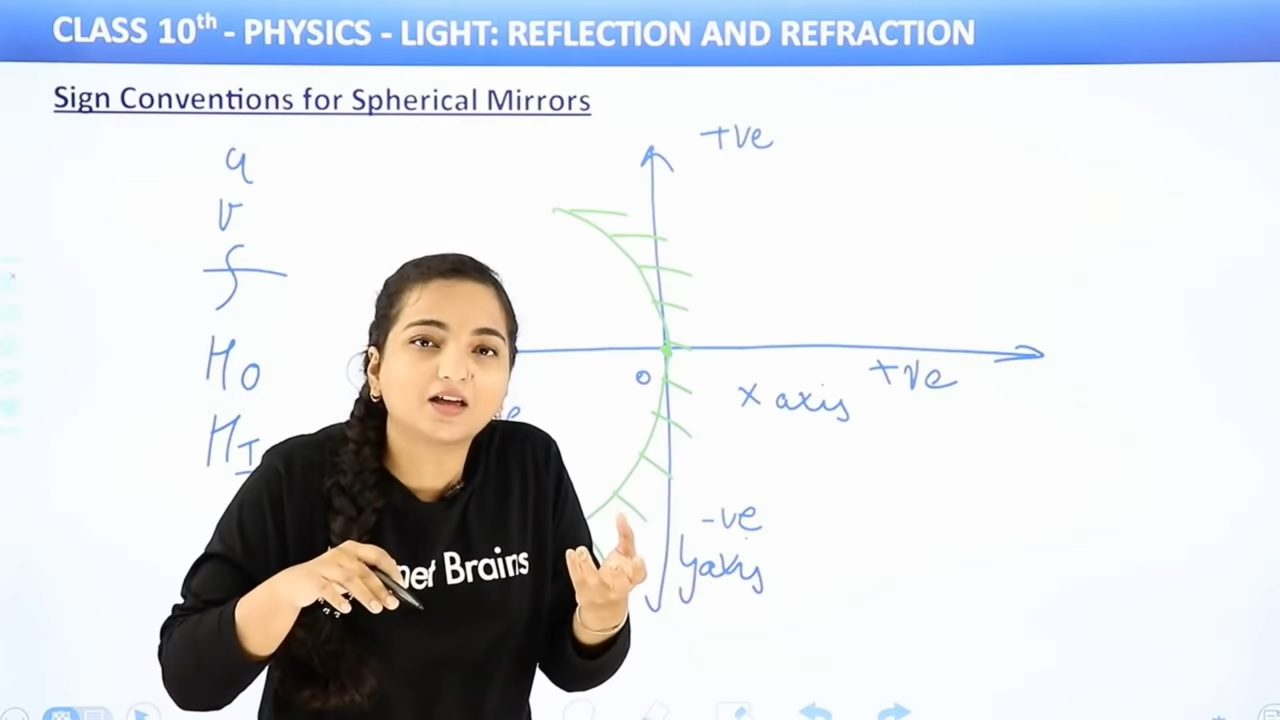 CLASS 10th - PHYSICS - LIGHT: REFLECTION AND REFRACTION
Sign Conventions for Spherical Mirrors
+ve
u
v
f
HO
HI
O
+ve
x axis
-ve
y axis
Brains